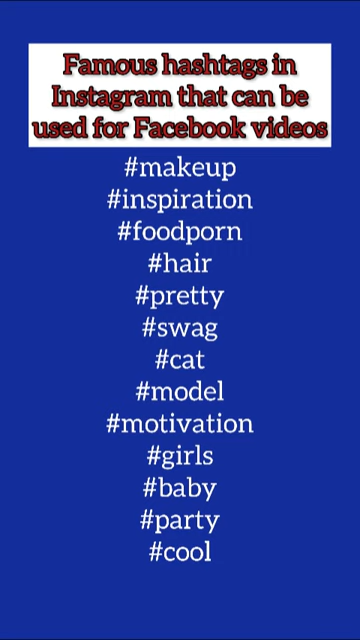 Famous hashtags in
Instagram that can be
used for Facebook videos
#makeup
#inspiration
#foodporn
#hair
#pretty
#swag
#cat
#model
#motivation
#girls
#baby
#party
#cool